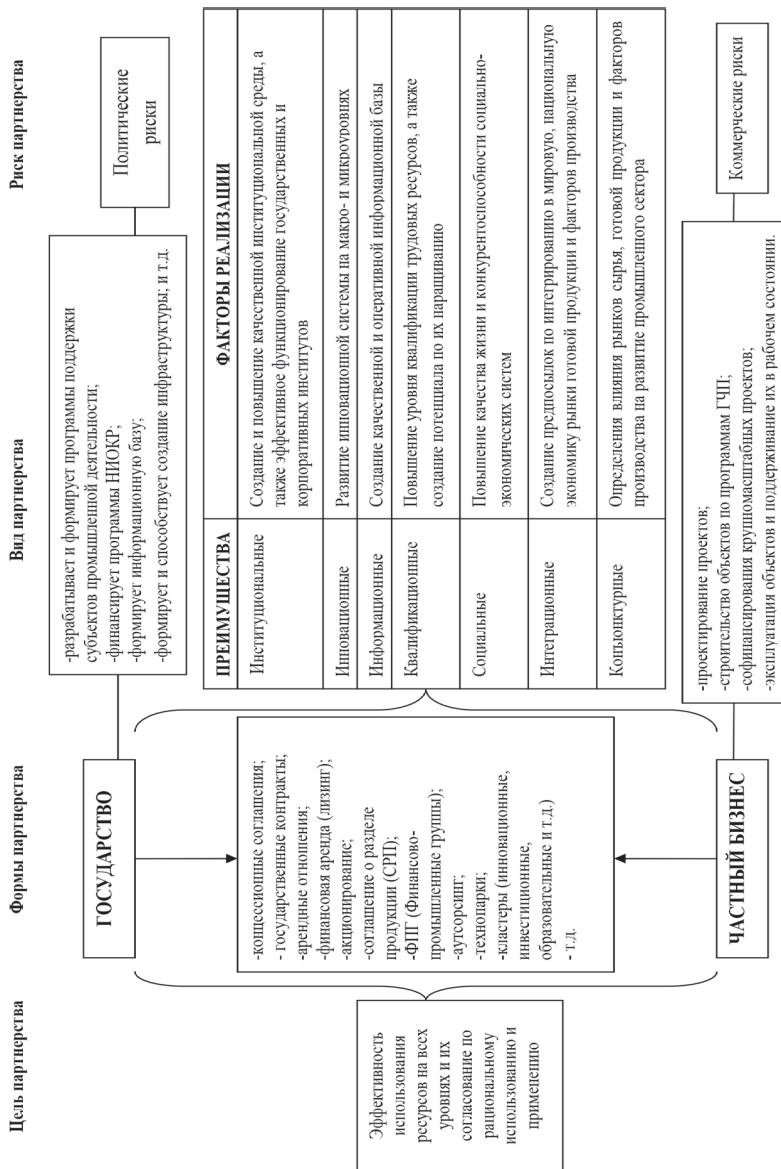 Цель партнерства
Формы партнерства
Вид партнерства
Риск партнерства
Эффективность
использования
ресурсов на всех
уровнях и их
согласование по
рациональному
использованию и
применению
ГОСУДАРСТВО
-концессионные соглашения;
- государственные контракты;
-арендные отношения;
-финансовая аренда (лизинг);
-акционирование;
-соглашение о разделе
продукции (СРП);
-ФПГ (Финансово-
промышленные группы);
-аутсорсинг;
-технопарки;
-кластеры (инновационные,
инвестиционные,
образовательные и т.д.)
- т.д.
ЧАСТНЫЙ БИЗНЕС
-разрабатывает и формирует программы поддержки
субъектов промышленной деятельности;
-финансирует программы НИОКР;
-формирует информационную базу;
-формирует и способствует создание инфраструктуры; и т.д.
Политические
риски
ПРЕИМУЩЕСТВА
ФАКТОРЫ РЕАЛИЗАЦИИ
Институциональные
Создание и повышение качественной институциональной среды, а
также эффективное функционирование государственных и
корпоративных институтов
Инновационные
Развитие инновационной системы на макро- и микроуровнях
Информационные
Создание качественной и оперативной информационной базы
Квалификационные
Повышение уровня квалификации трудовых ресурсов, а также
создание потенциала по их наращиванию
Социальные
Повышение качества жизни и конкурентоспособности социально-
экономических систем
Интеграционные
Создание предпосылок по интегрированию в мировую, национальную
экономику рынки готовой продукции и факторов производства
Конъюнктурные
Определения влияния рынков сырья, готовой продукции и факторов
производства на развитие промышленного сектора
-проектирование проектов;
-строительство объектов по программам ГЧП;
-софинансирования крупномасштабных проектов;
-эксплуатация объектов и поддерживание их в рабочем состоянии.
Коммерческие риски